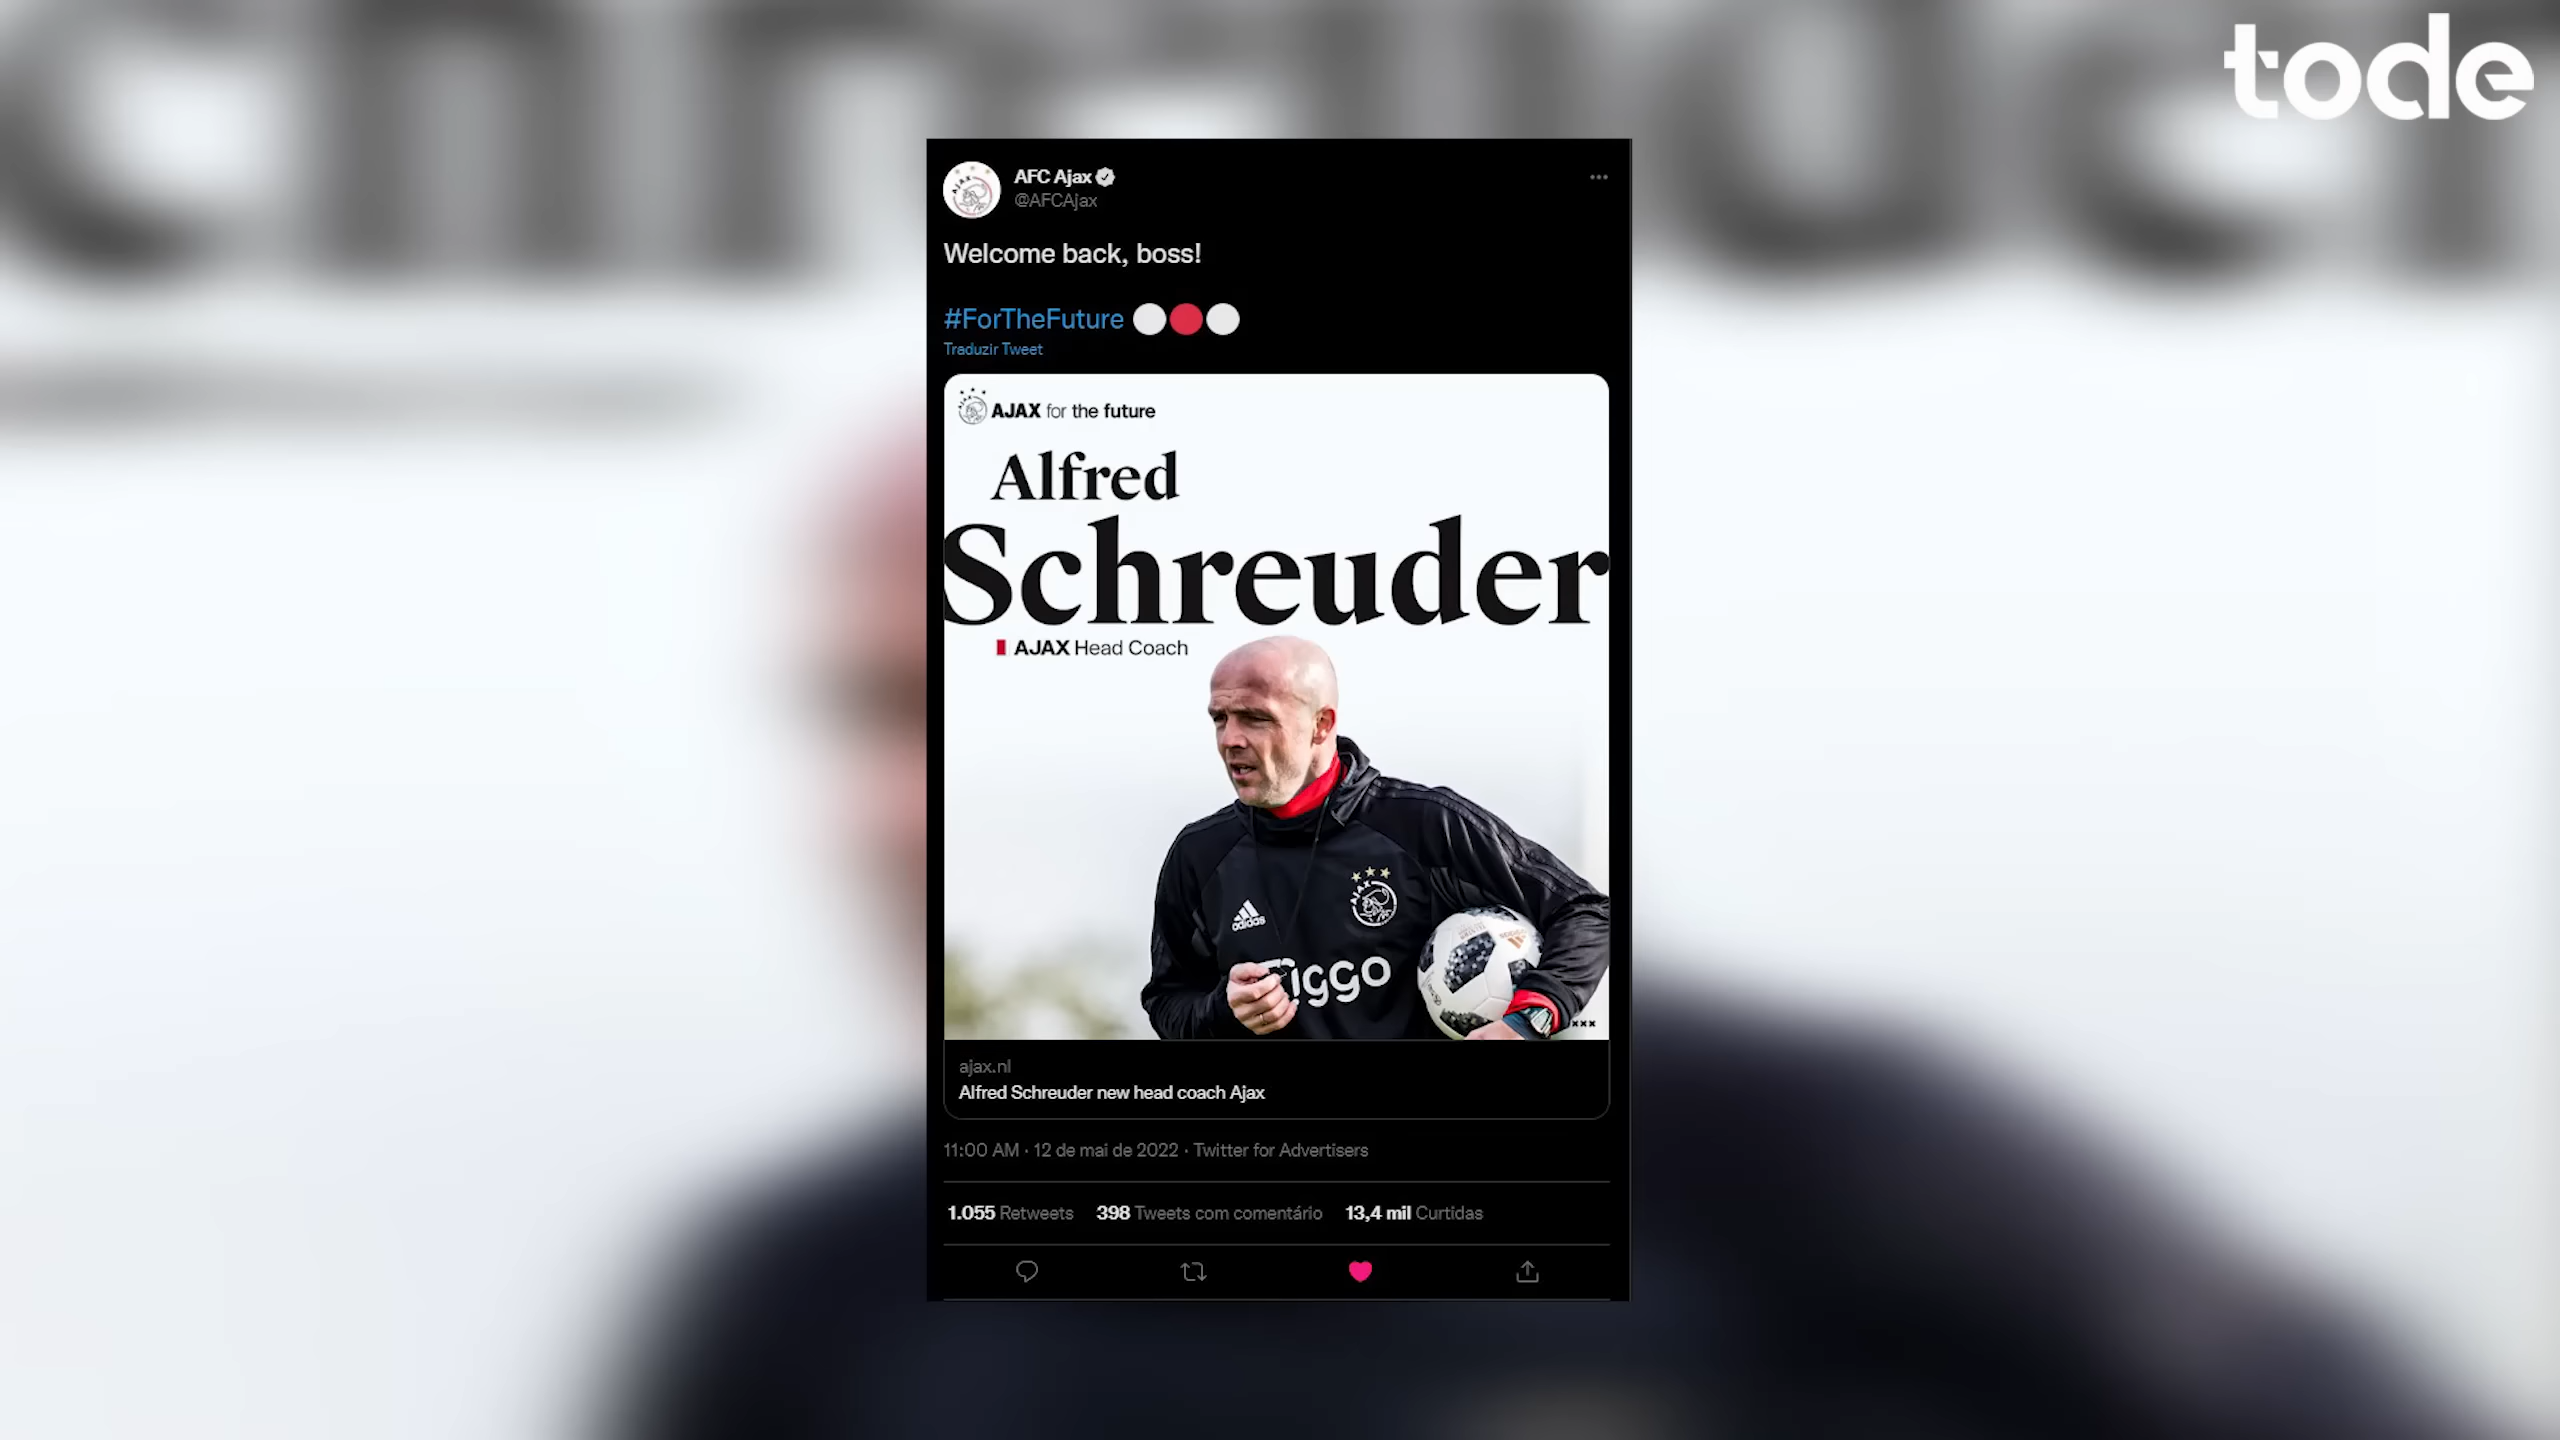 tode
AFC Ajax
@AFCAjax
Welcome back, boss!
#ForTheFuture
Traduzir Tweet
AJAX for the future
Alfred
Schreuder
AJAX Head Coach
adidas
AJAX
Ziggo
xxx
ajax.nl
Alfred Schreuder new head coach Ajax
11:00 AM · 12 de mai de 2022 · Twitter for Advertisers
1.055 Retweets 398 Tweets com comentário 13,4 mil Curtidas